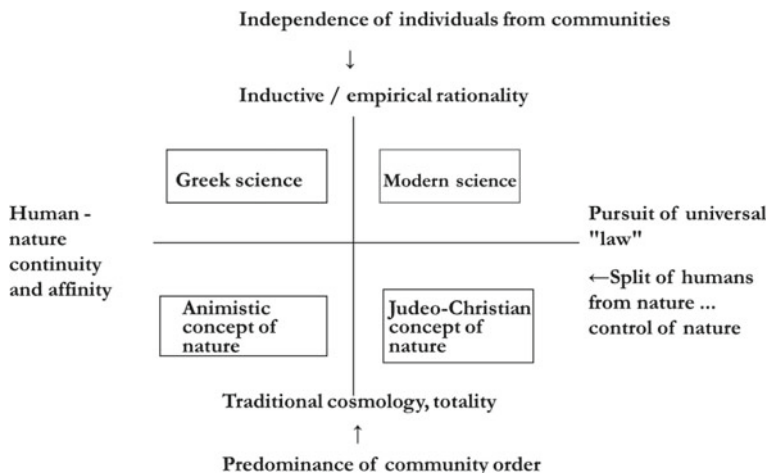 Independence of individuals from communities
↓
Inductive / empirical rationality
Greek science
Modern science
Human -
nature
continuity
and affinity
Pursuit of universal
"law"
←Split of humans
from nature ...
control of nature
Animistic
concept of
nature
Judeo-Christian
concept of
nature
Traditional cosmology, totality
↑
Predominance of community order